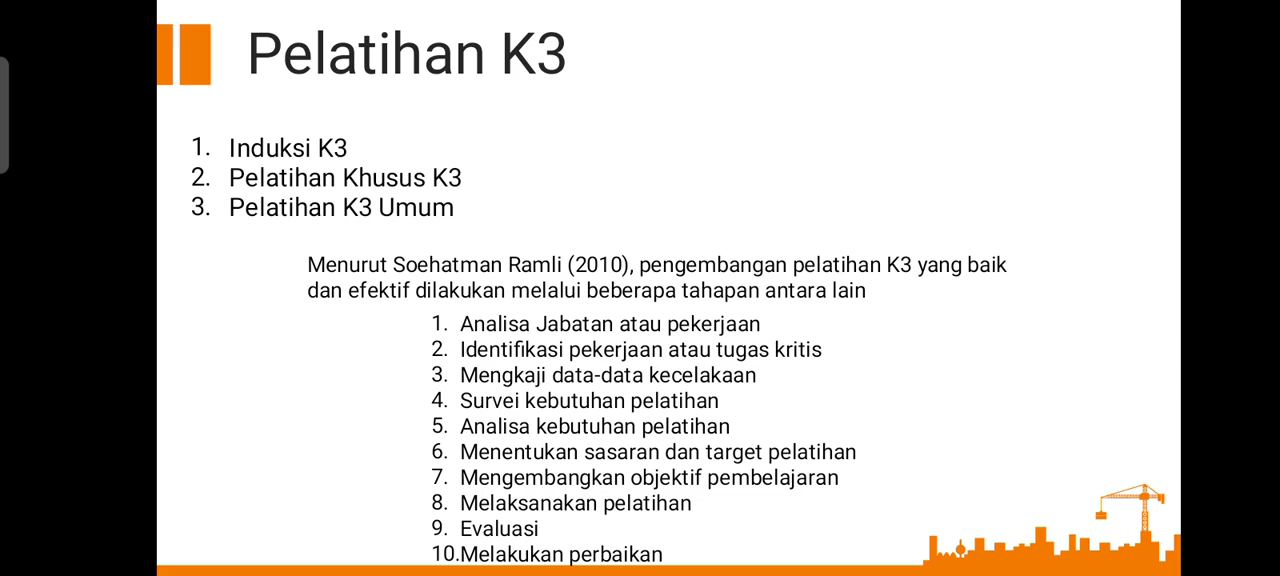 Pelatihan K3
1. Induksi K3
2. Pelatihan Khusus K3
3. Pelatihan K3 Umum
Menurut Soehatman Ramli (2010), pengembangan pelatihan K3 yang baik
dan efektif dilakukan melalui beberapa tahapan antara lain
1. Analisa Jabatan atau pekerjaan
2. Identifikasi pekerjaan atau tugas kritis
3. Mengkaji data-data kecelakaan
4. Survei kebutuhan pelatihan
5. Analisa kebutuhan pelatihan
6. Menentukan sasaran dan target pelatihan
7. Mengembangkan objektif pembelajaran
8. Melaksanakan pelatihan
9. Evaluasi
10.Melakukan perbaikan